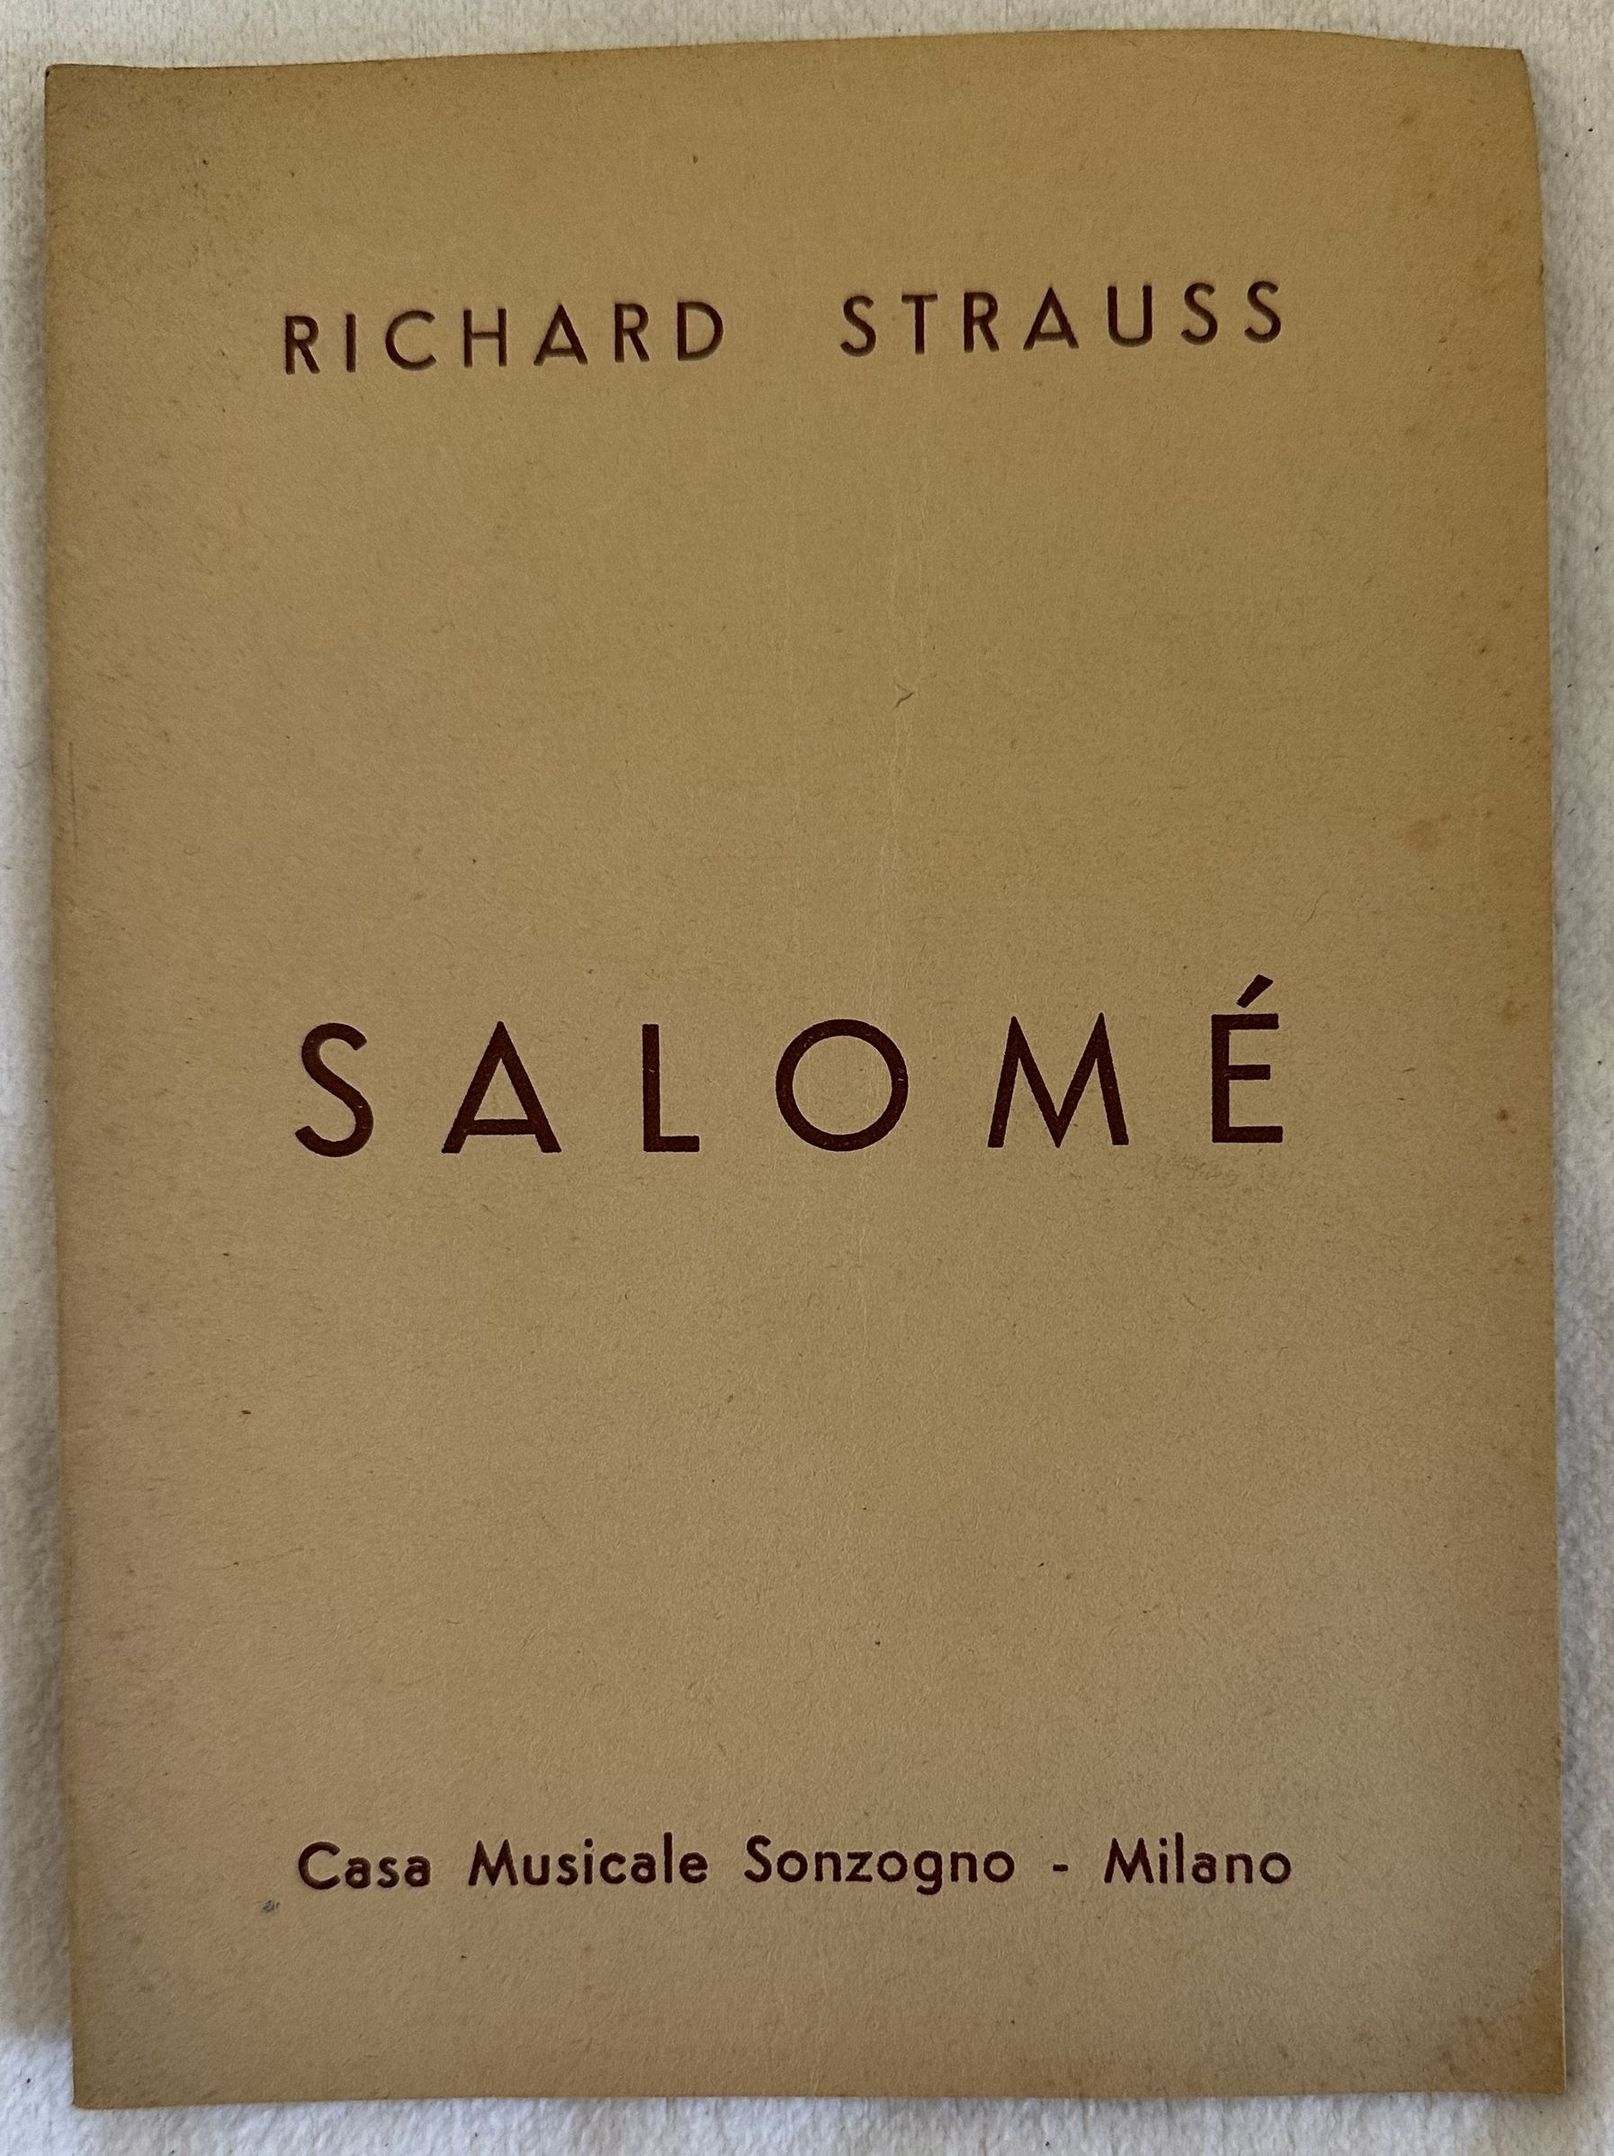 RICHARD STRAUSS
SALOMÉ
Casa Musicale Sonzogno - Milano